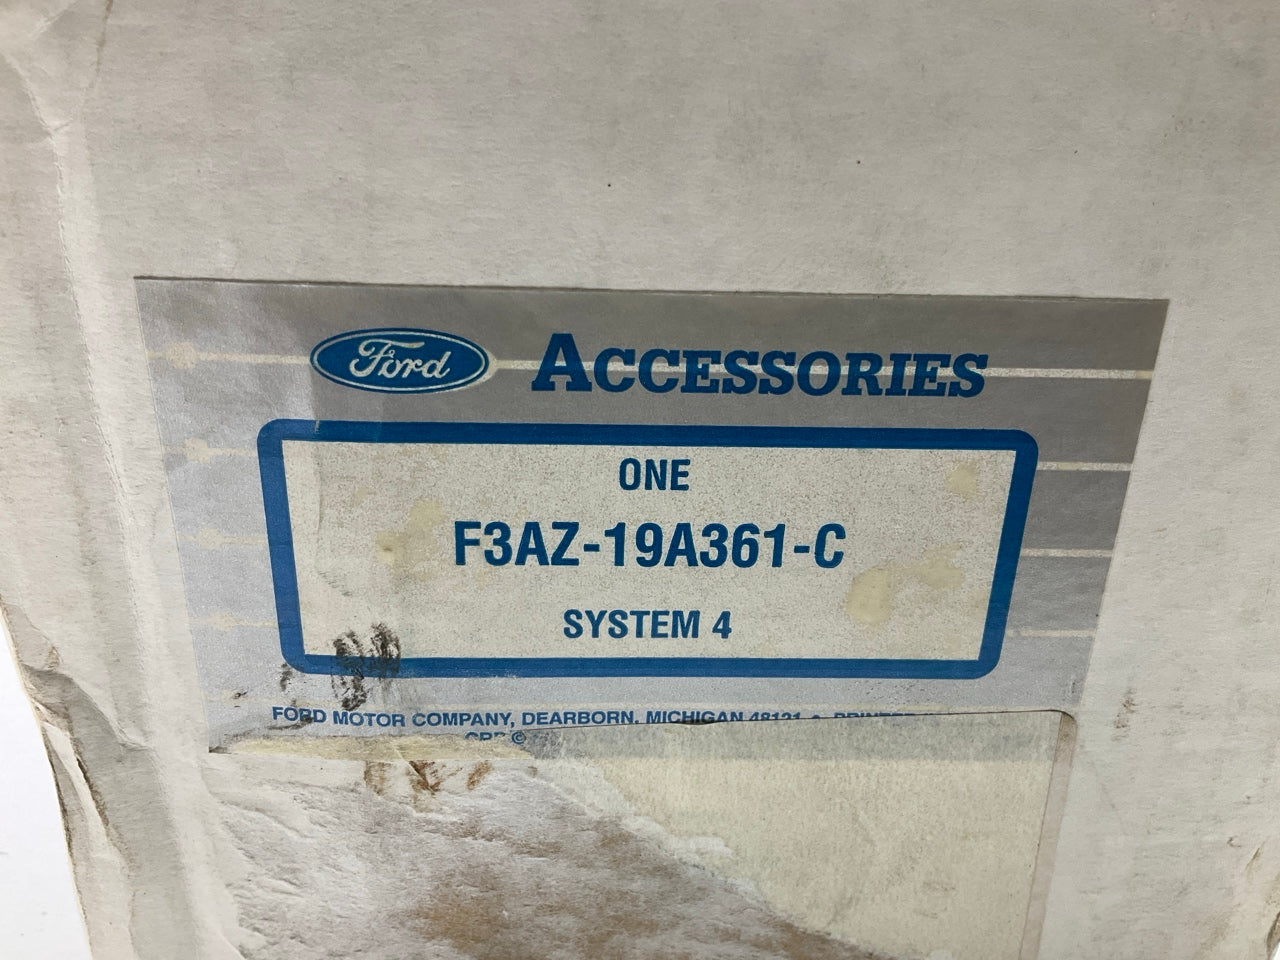 Ford ACCESSORIES
ONE
F3AZ-19A361-C
SYSTEM 4
FORD MOTOR COMPANY, DEARBORN, MICHIGAN 48121 •
©